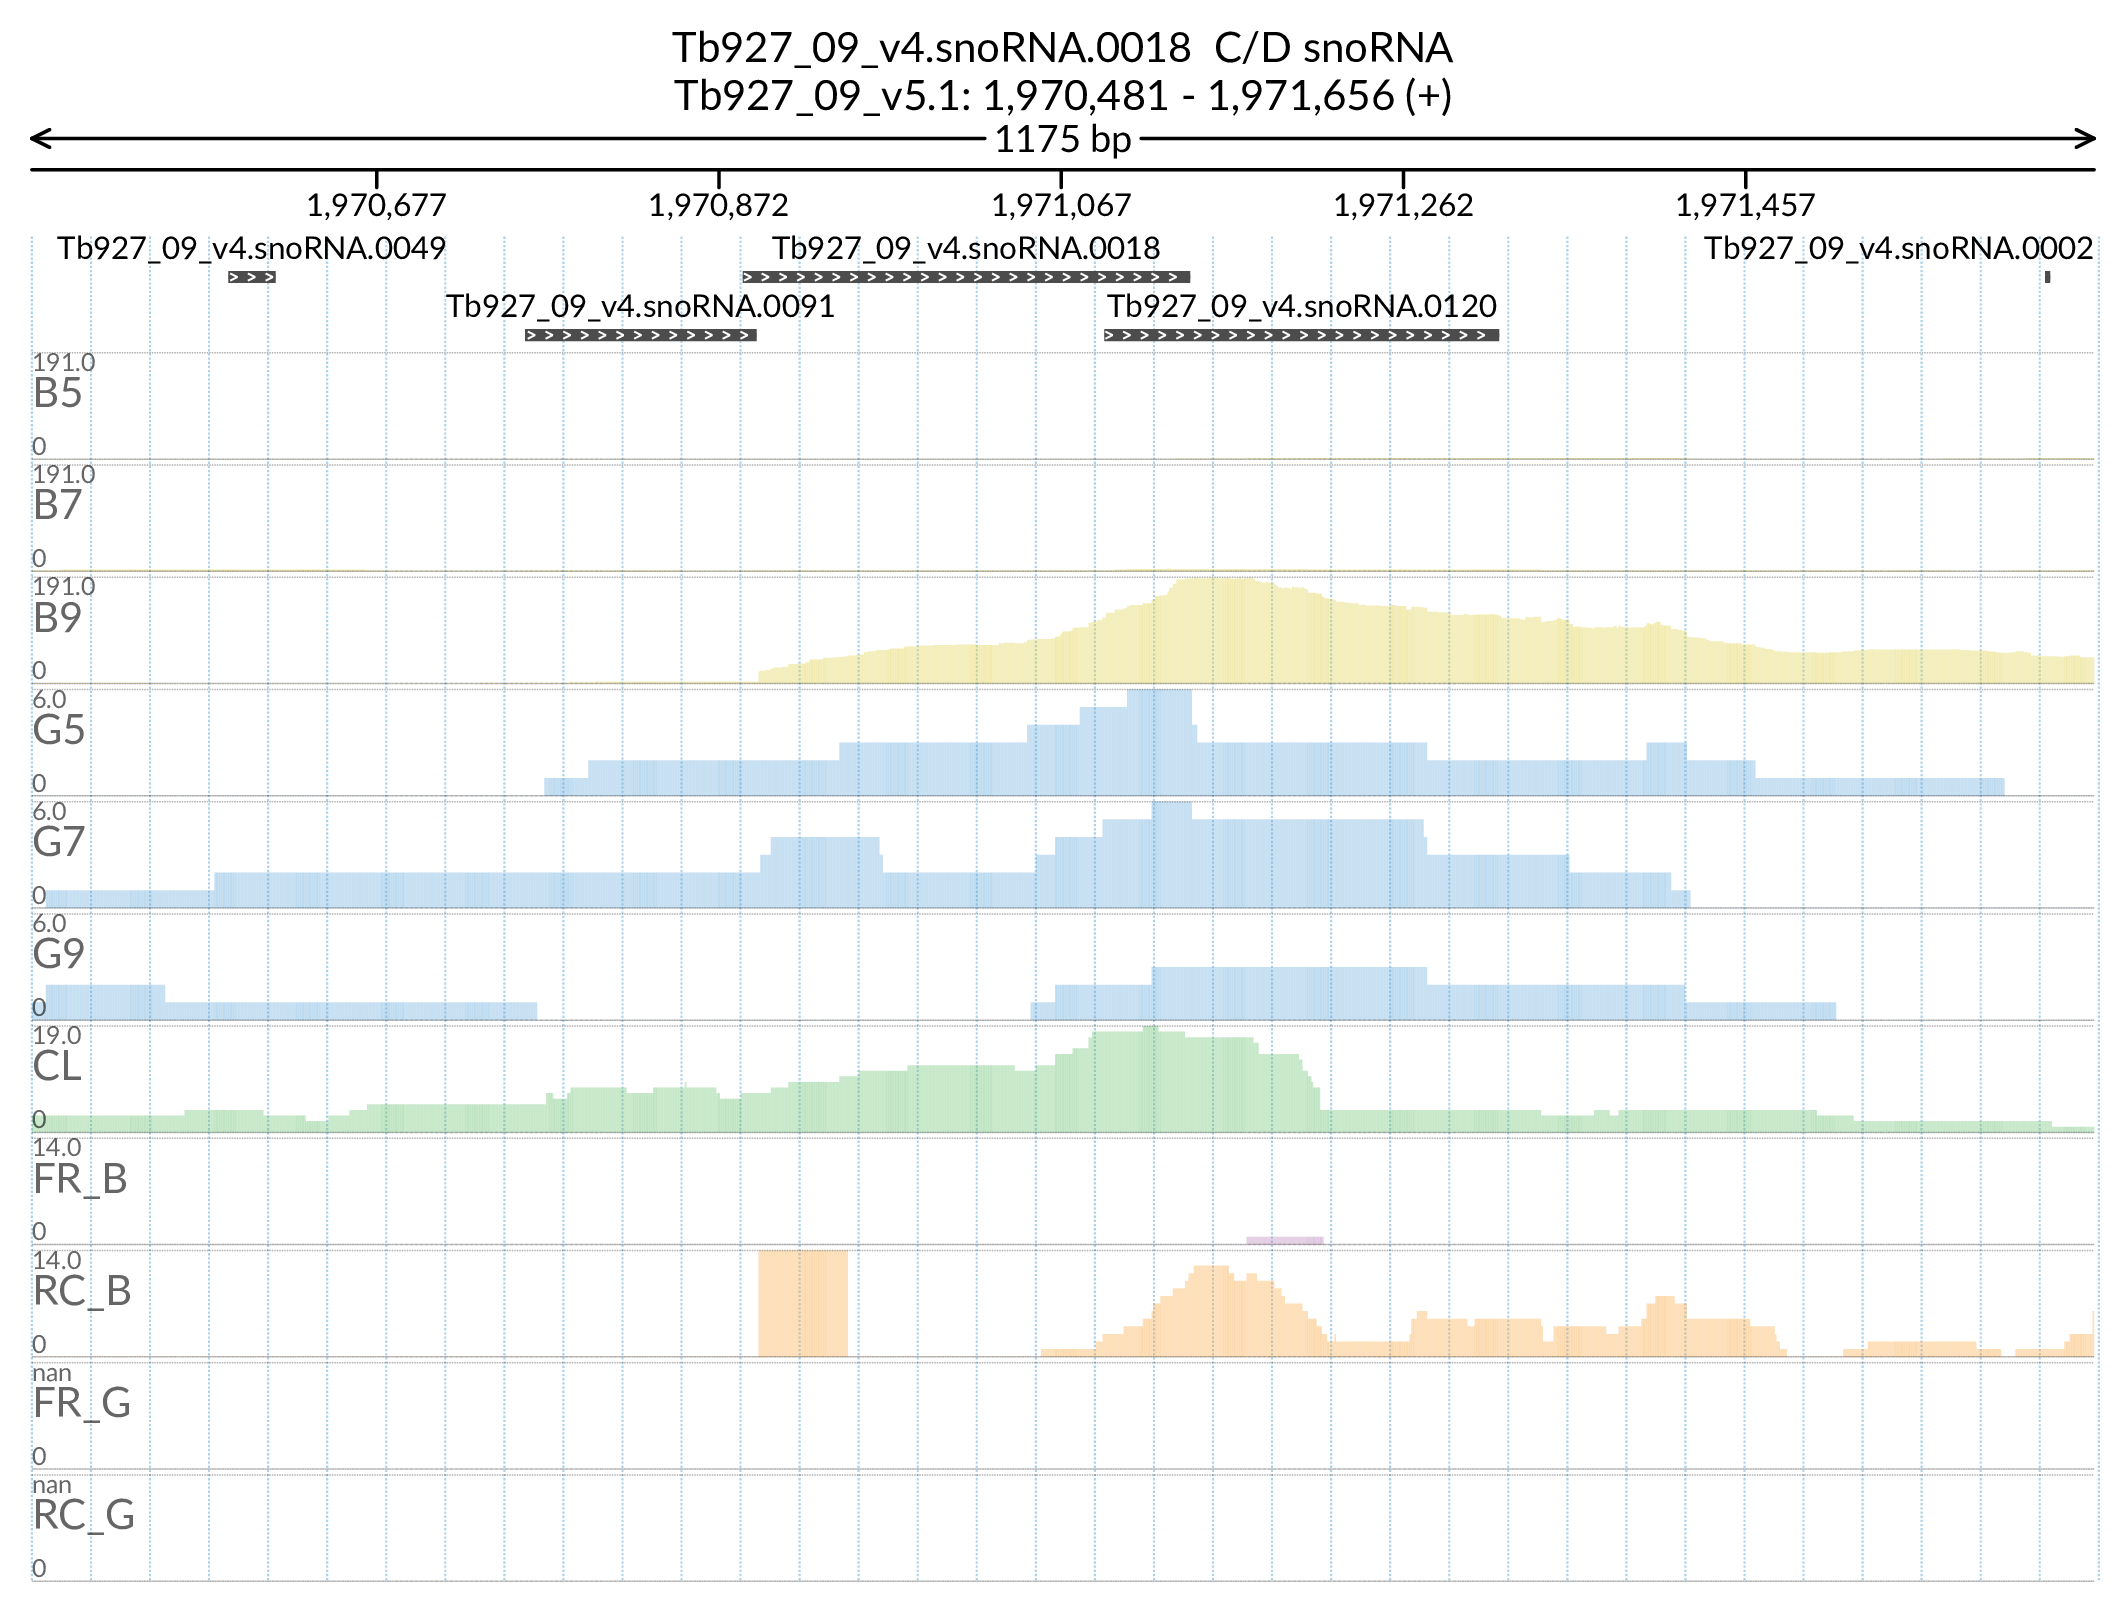 Tb927_09_v4.snoRNA.0018  C/D snoRNA
Tb927_09_v5.1: 1,970,481 - 1,971,656 (+)
1175 bp
1,970,677 1,970,872 1,971,067 1,971,262 1,971,457
Tb927_09_v4.snoRNA.0049 Tb927_09_v4.snoRNA.0018 Tb927_09_v4.snoRNA.0002
Tb927_09_v4.snoRNA.0091 Tb927_09_v4.snoRNA.0120
191.0
B5
0
191.0
B7
0
191.0
B9
0
6.0
G5
0
6.0
G7
0
6.0
G9
0
19.0
CL
0
14.0
FR_B
0
14.0
RC_B
0
nan
FR_G
0
nan
RC_G
0